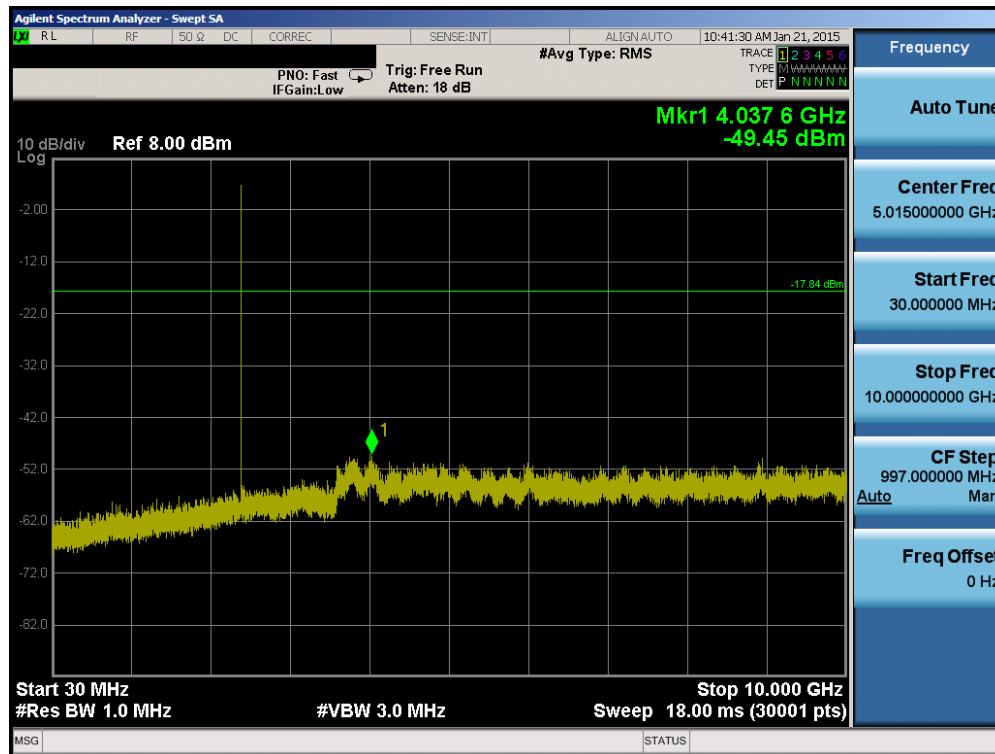 Agilent Spectrum Analyzer - Swept SA
LXI RL RF 50 Ω DC CORREC SENSE:INT ALIGN AUTO 10:41:30 AM Jan 21, 2015
Frequency
#Avg Type: RMS
TRACE 1 2 3 4 5 6
PNO: Fast Trig: Free Run
TYPE M WWWWW
IFGain:Low Atten: 18 dB
DET P N N N N N
Auto Tune
Mkr1 4.037 6 GHz
-49.45 dBm
10 dB/div Ref 8.00 dBm
Log
Center Freq
5.015000000 GHz
-2.00
-12.0
-17.84 dBm
Start Freq
30.000000 MHz
-22.0
-32.0
Stop Freq
10.000000000 GHz
-42.0
1
CF Step
997.000000 MHz
Auto Man
-52.0
-62.0
Freq Offset
0 Hz
-72.0
-82.0
Start 30 MHz Stop 10.000 GHz
#Res BW 1.0 MHz #VBW 3.0 MHz Sweep 18.00 ms (30001 pts)
MSG STATUS